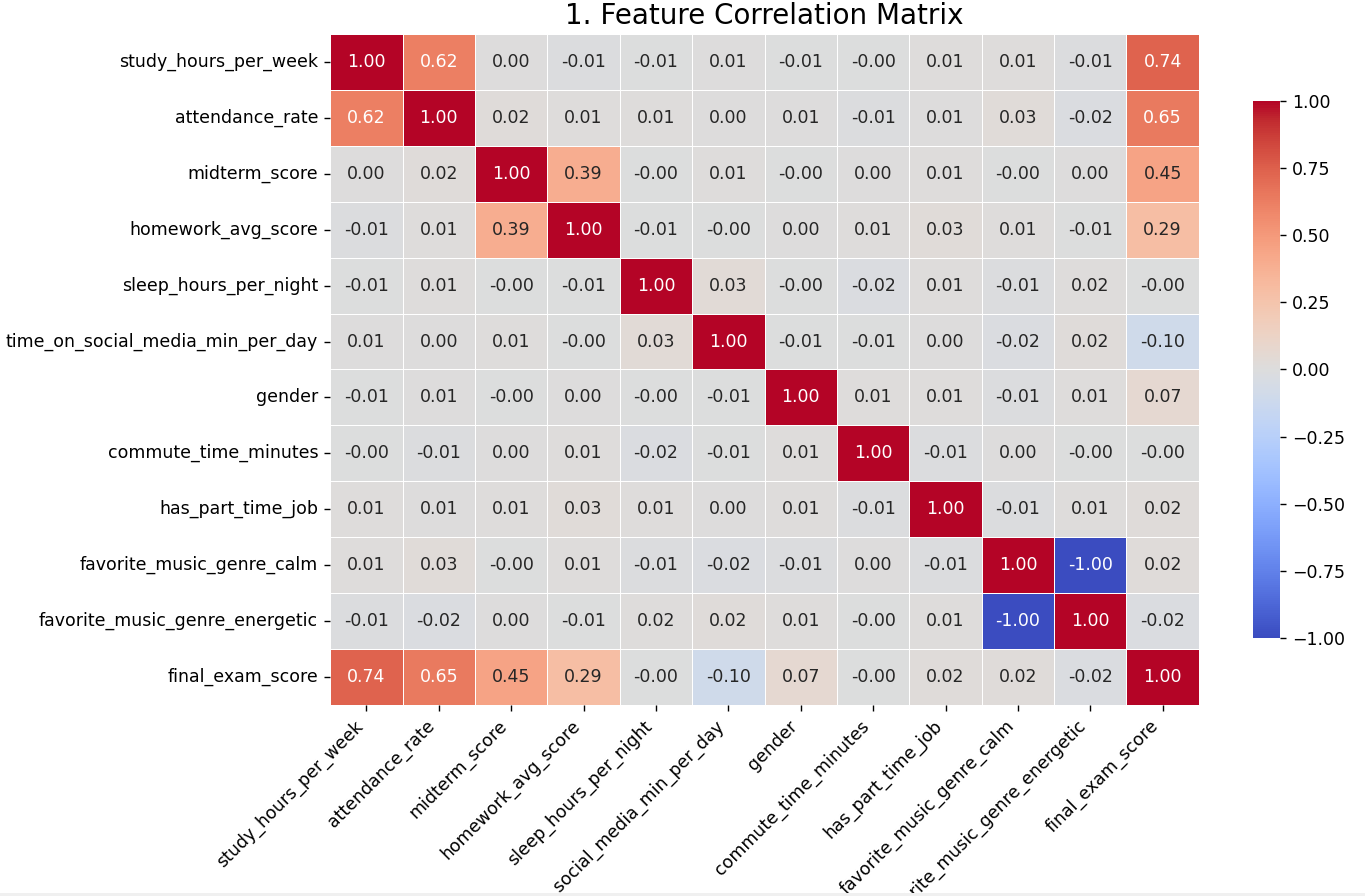 1. Feature Correlation Matrix
study_hours_per_week 1.00 0.62 0.00 -0.01 -0.01 0.01 -0.01 -0.00 0.01 0.01 -0.01 0.74
attendance_rate 0.62 1.00 0.02 0.01 0.01 0.00 0.01 -0.01 0.01 0.03 -0.02 0.65
midterm_score 0.00 0.02 1.00 0.39 -0.00 0.01 -0.00 0.00 0.01 -0.00 0.00 0.45
homework_avg_score -0.01 0.01 0.39 1.00 -0.01 -0.00 0.00 0.01 0.03 0.01 -0.01 0.29
sleep_hours_per_night -0.01 0.01 -0.00 -0.01 1.00 0.03 -0.00 -0.02 0.01 -0.01 0.02 -0.00
time_on_social_media_min_per_day 0.01 0.00 0.01 -0.00 0.03 1.00 -0.01 -0.01 0.00 -0.02 0.02 -0.10
gender -0.01 0.01 -0.00 0.00 -0.00 -0.01 1.00 0.01 0.01 -0.01 0.01 0.07
commute_time_minutes -0.00 -0.01 0.00 0.01 -0.02 -0.01 0.01 1.00 -0.01 0.00 -0.00 -0.00
has_part_time_job 0.01 0.01 0.01 0.03 0.01 0.00 0.01 -0.01 1.00 -0.01 0.01 0.02
favorite_music_genre_calm 0.01 0.03 -0.00 0.01 -0.01 -0.02 -0.01 0.00 -0.01 1.00 -1.00 0.02
favorite_music_genre_energetic -0.01 -0.02 0.00 -0.01 0.02 0.02 0.01 -0.00 0.01 -1.00 1.00 -0.02
final_exam_score 0.74 0.65 0.45 0.29 -0.00 -0.10 0.07 -0.00 0.02 0.02 -0.02 1.00
study_hours_per_week
attendance_rate
midterm_score
homework_avg_score
sleep_hours_per_night
social_media_min_per_day
gender
commute_time_minutes
has_part_time_job
favorite_music_genre_calm
rite_music_genre_energetic
final_exam_score
1.00
0.75
0.50
0.25
0.00
−0.25
−0.50
−0.75
−1.00